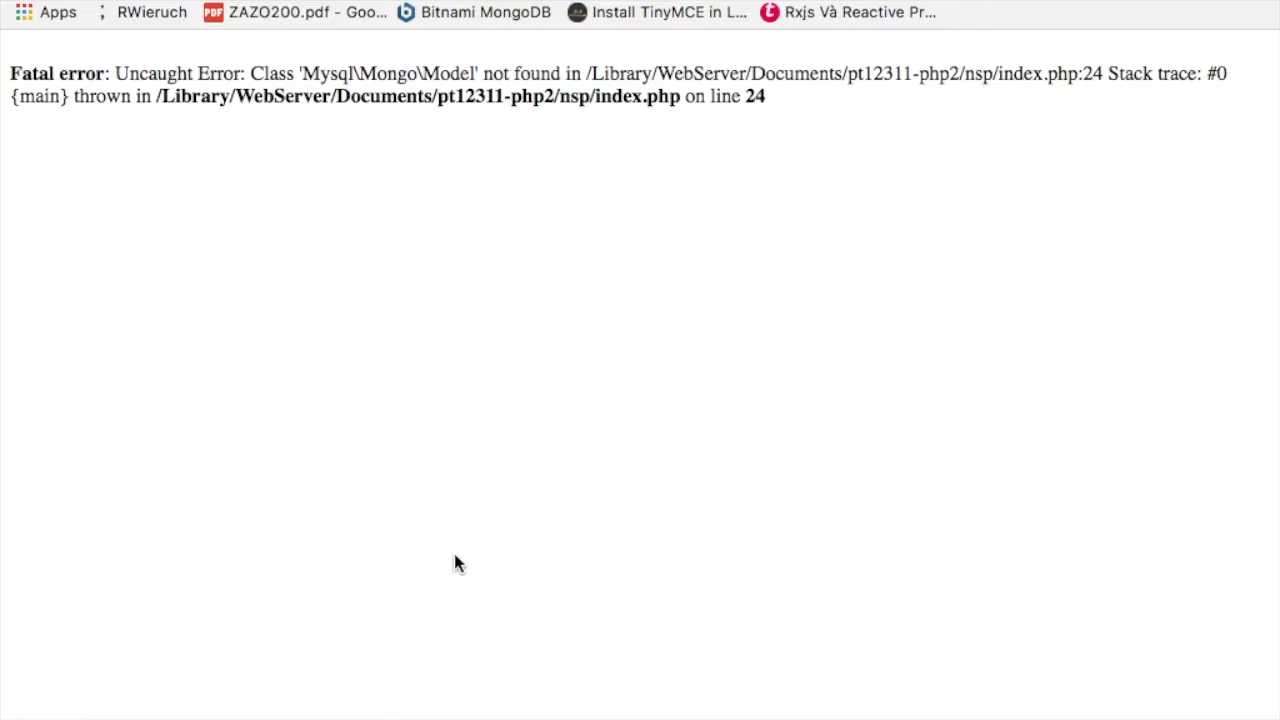 Apps RWieruch PDF ZAZO200.pdf - Goo... Bitnami MongoDB Install TinyMCE in L... t Rxjs Và Reactive Pr...
Fatal error: Uncaught Error: Class 'Mysql\Mongo\Model' not found in /Library/WebServer/Documents/pt12311-php2/nsp/index.php:24 Stack trace: #0
{main} thrown in /Library/WebServer/Documents/pt12311-php2/nsp/index.php on line 24